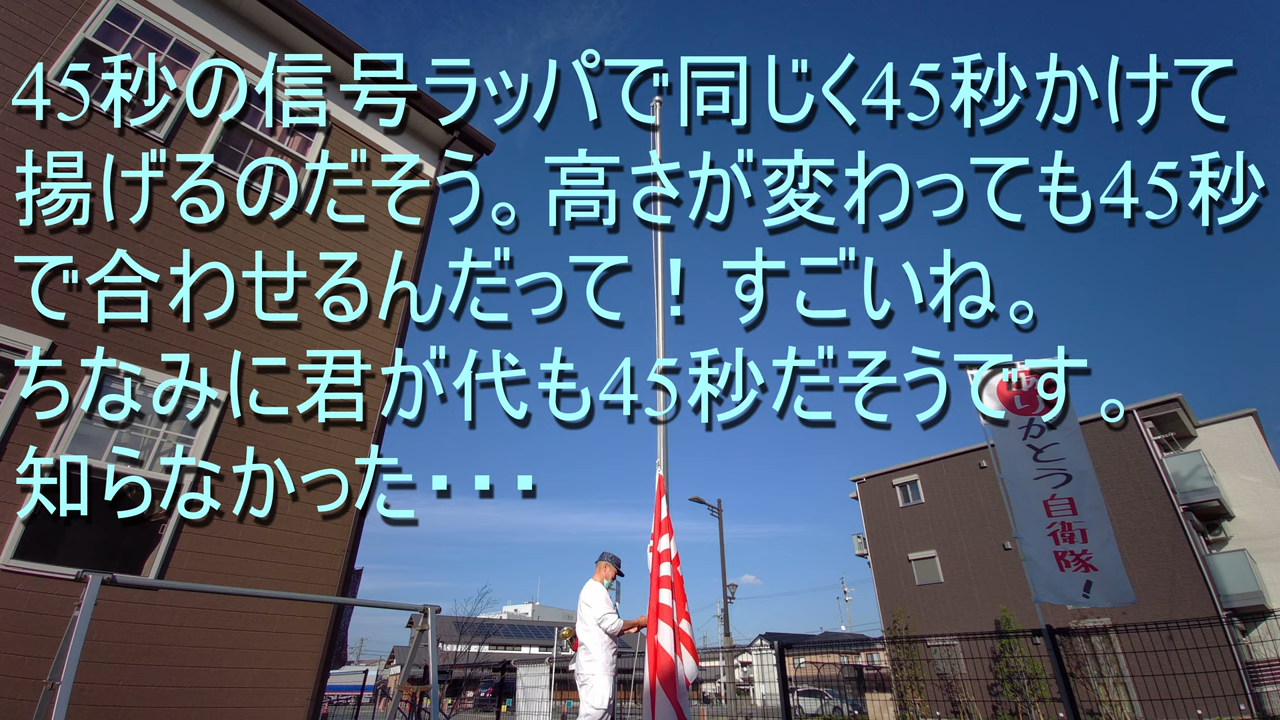 45秒の信号ラッパで同じく45秒かけて
揚げるのだそう。高さが変わっても45秒
で合わせるんだって！すごいね。
ちなみに君が代も45秒だそうです。
知らなかった・・・
ありがとう自衛隊！